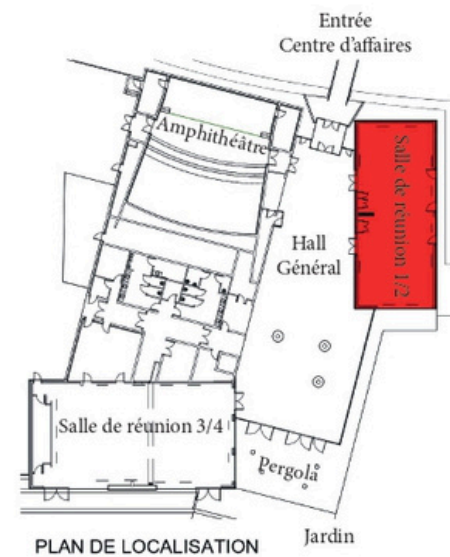 Entrée
Centre d'affaires
Amphithéâtre
Salle de réunion 1/2
Hall
Général
Salle de réunion 3/4
Pergola
Jardin
PLAN DE LOCALISATION